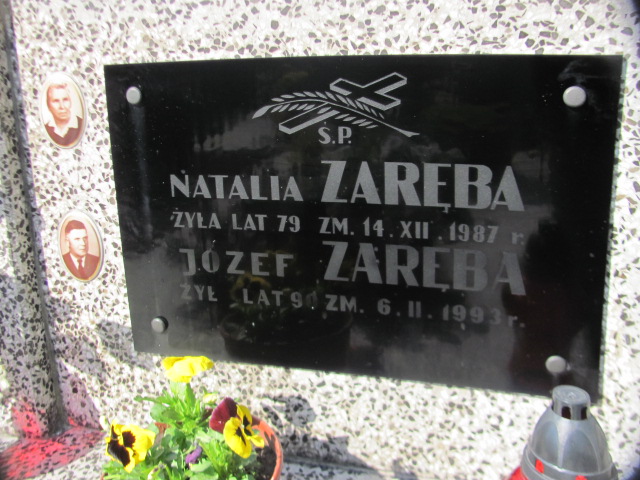 Ś.P.
NATALIA ZARĘBA
ŻYŁA LAT 79 ZM. 14. XII. 1987 r.
JÓZEF ZARĘBA
ŻYŁ LAT ZM. 6. II. 1993 r.